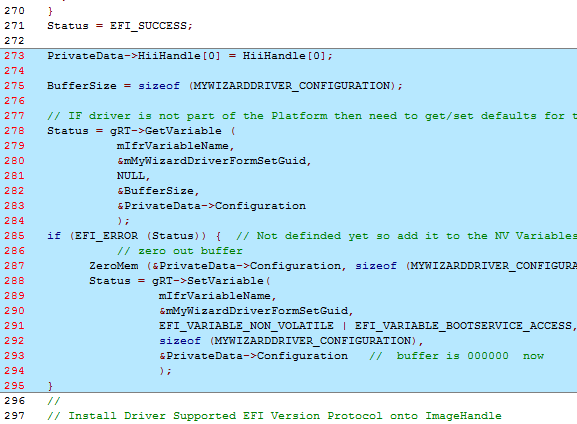 270 }
271 Status = EFI_SUCCESS;
272
273 PrivateData->HiiHandle[0] = HiiHandle[0];
274
275 BufferSize = sizeof (MYWIZARDDRIVER_CONFIGURATION);
276
277 // IF driver is not part of the Platform then need to get/set defaults for t
278 Status = gRT->GetVariable (
279 mIfrVariableName,
280 &mMyWizardDriverFormSetGuid,
281 NULL,
282 &BufferSize,
283 &PrivateData->Configuration
284 );
285 if (EFI_ERROR (Status)) { // Not definded yet so add it to the NV Variables
286 // zero out buffer
287 ZeroMem (&PrivateData->Configuration, sizeof (MYWIZARDDRIVER_CONFIGURA
288 Status = gRT->SetVariable(
289 mIfrVariableName,
290 &mMyWizardDriverFormSetGuid,
291 EFI_VARIABLE_NON_VOLATILE | EFI_VARIABLE_BOOTSERVICE_ACCESS,
292 sizeof (MYWIZARDDRIVER_CONFIGURATION),
293 &PrivateData->Configuration // buffer is 000000 now
294 );
295 }
296 //
297 // Install Driver Supported EFI Version Protocol onto ImageHandle